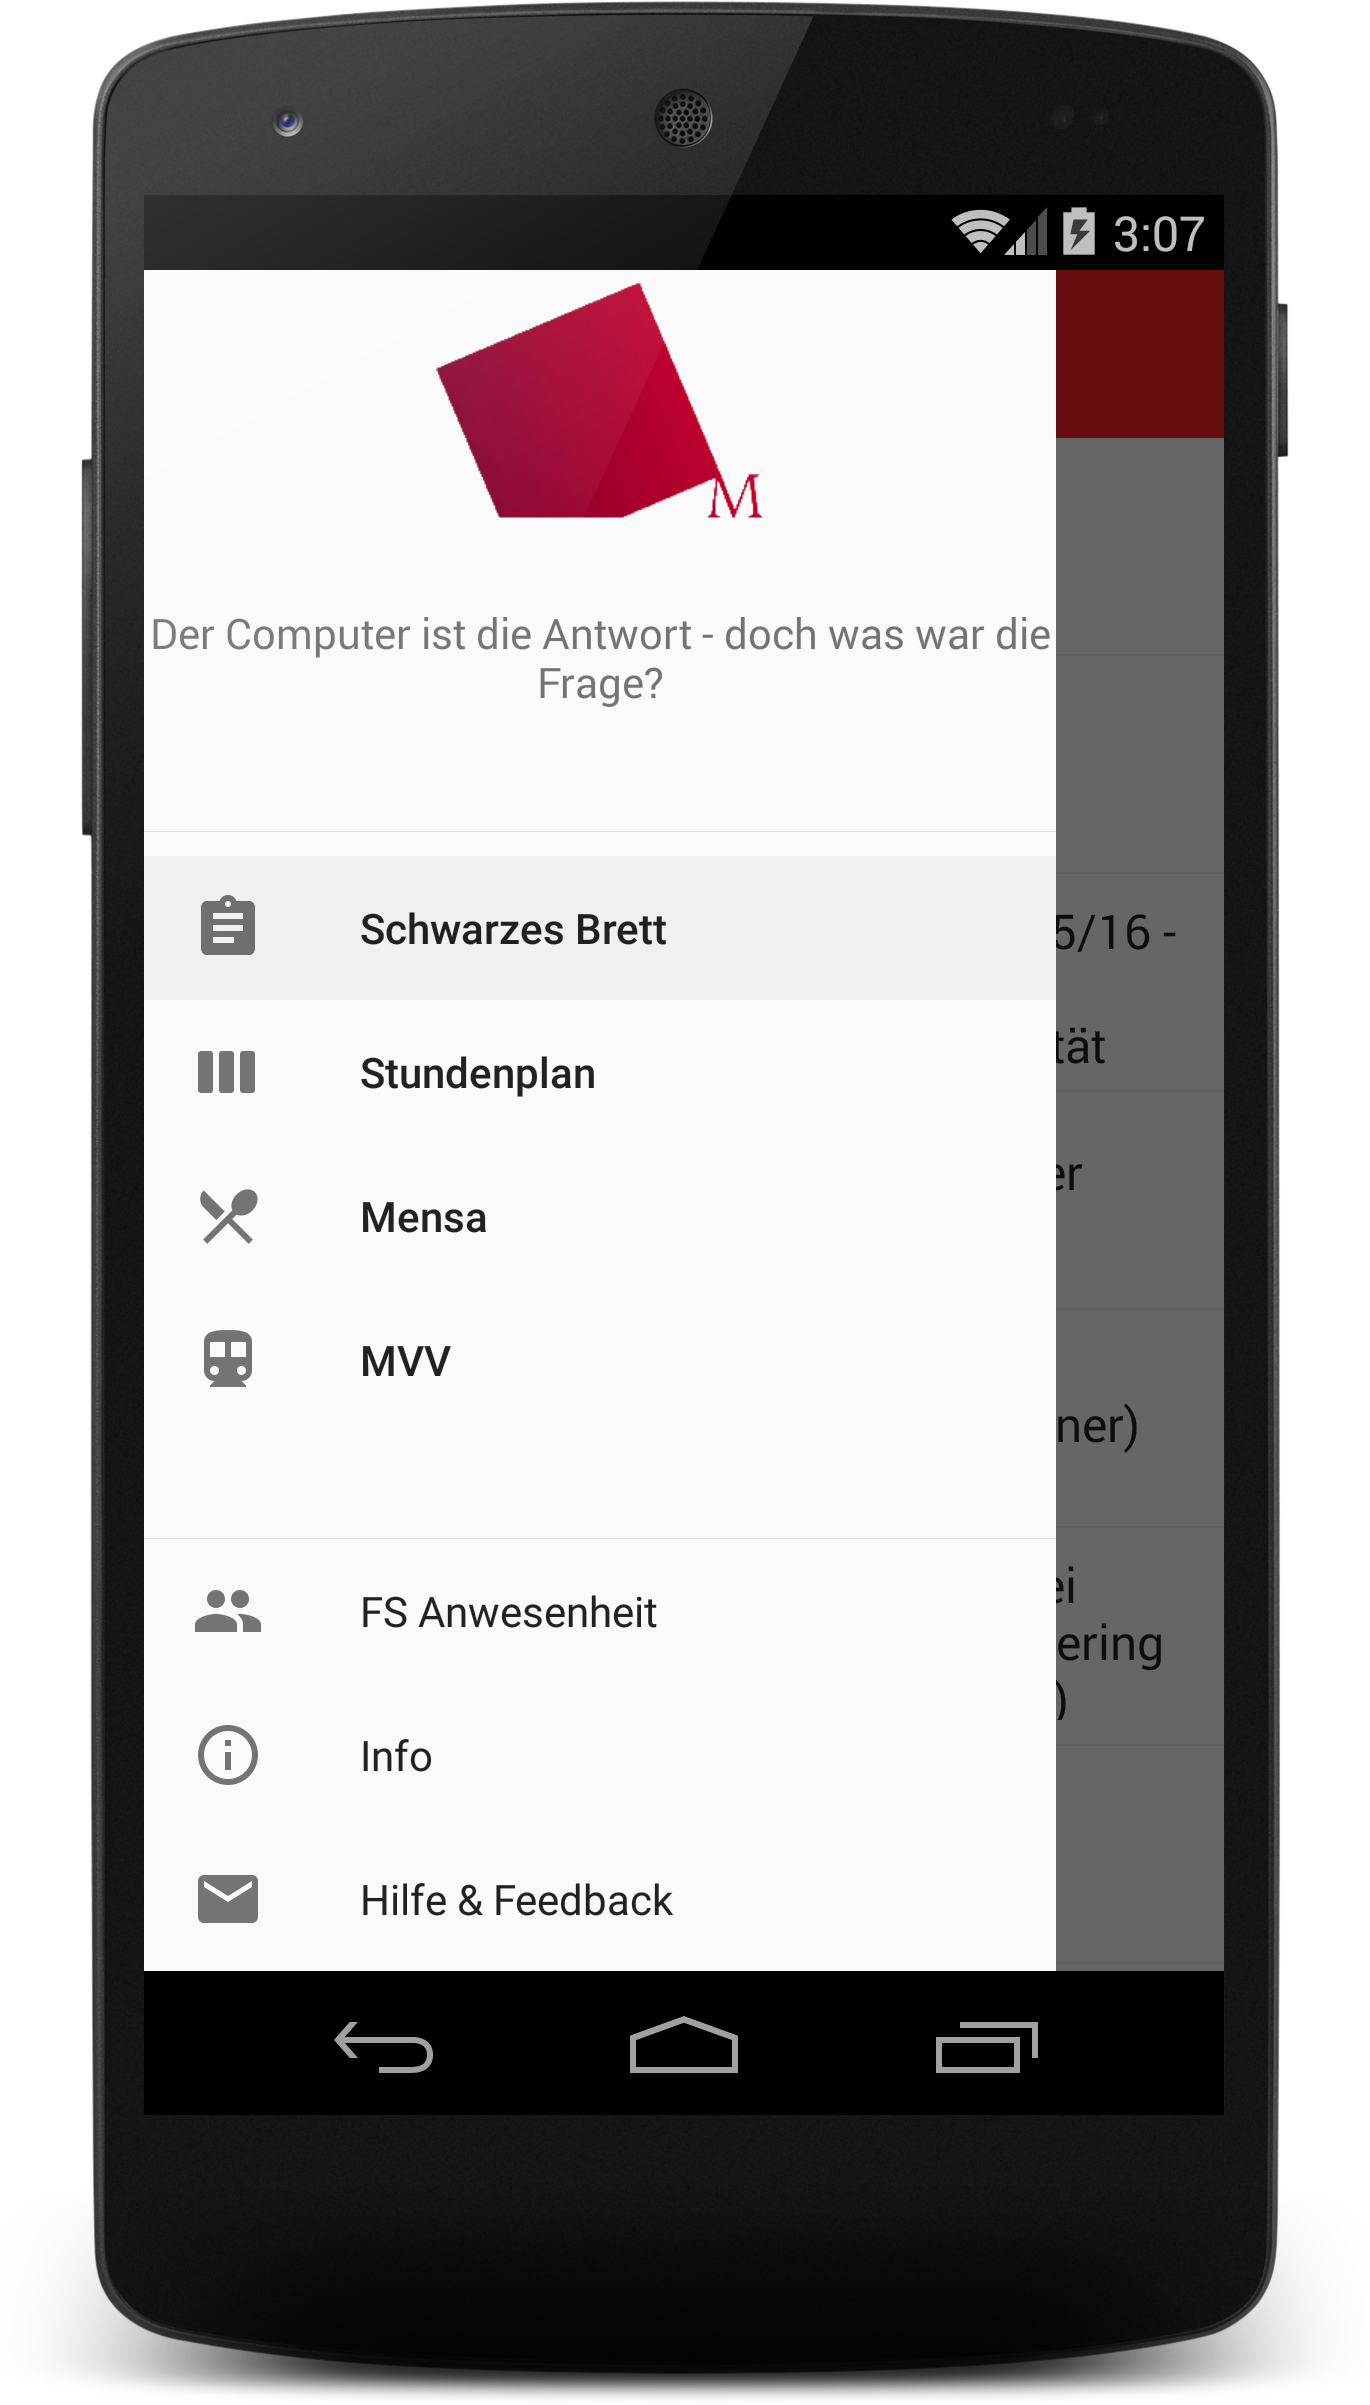 3:07
M
Der Computer ist die Antwort - doch was war die
Frage?
Schwarzes Brett
5/16 -
Stundenplan
tät
Mensa
er
MVV
ner)
FS Anwesenheit
ei
ering
)
Info
Hilfe & Feedback